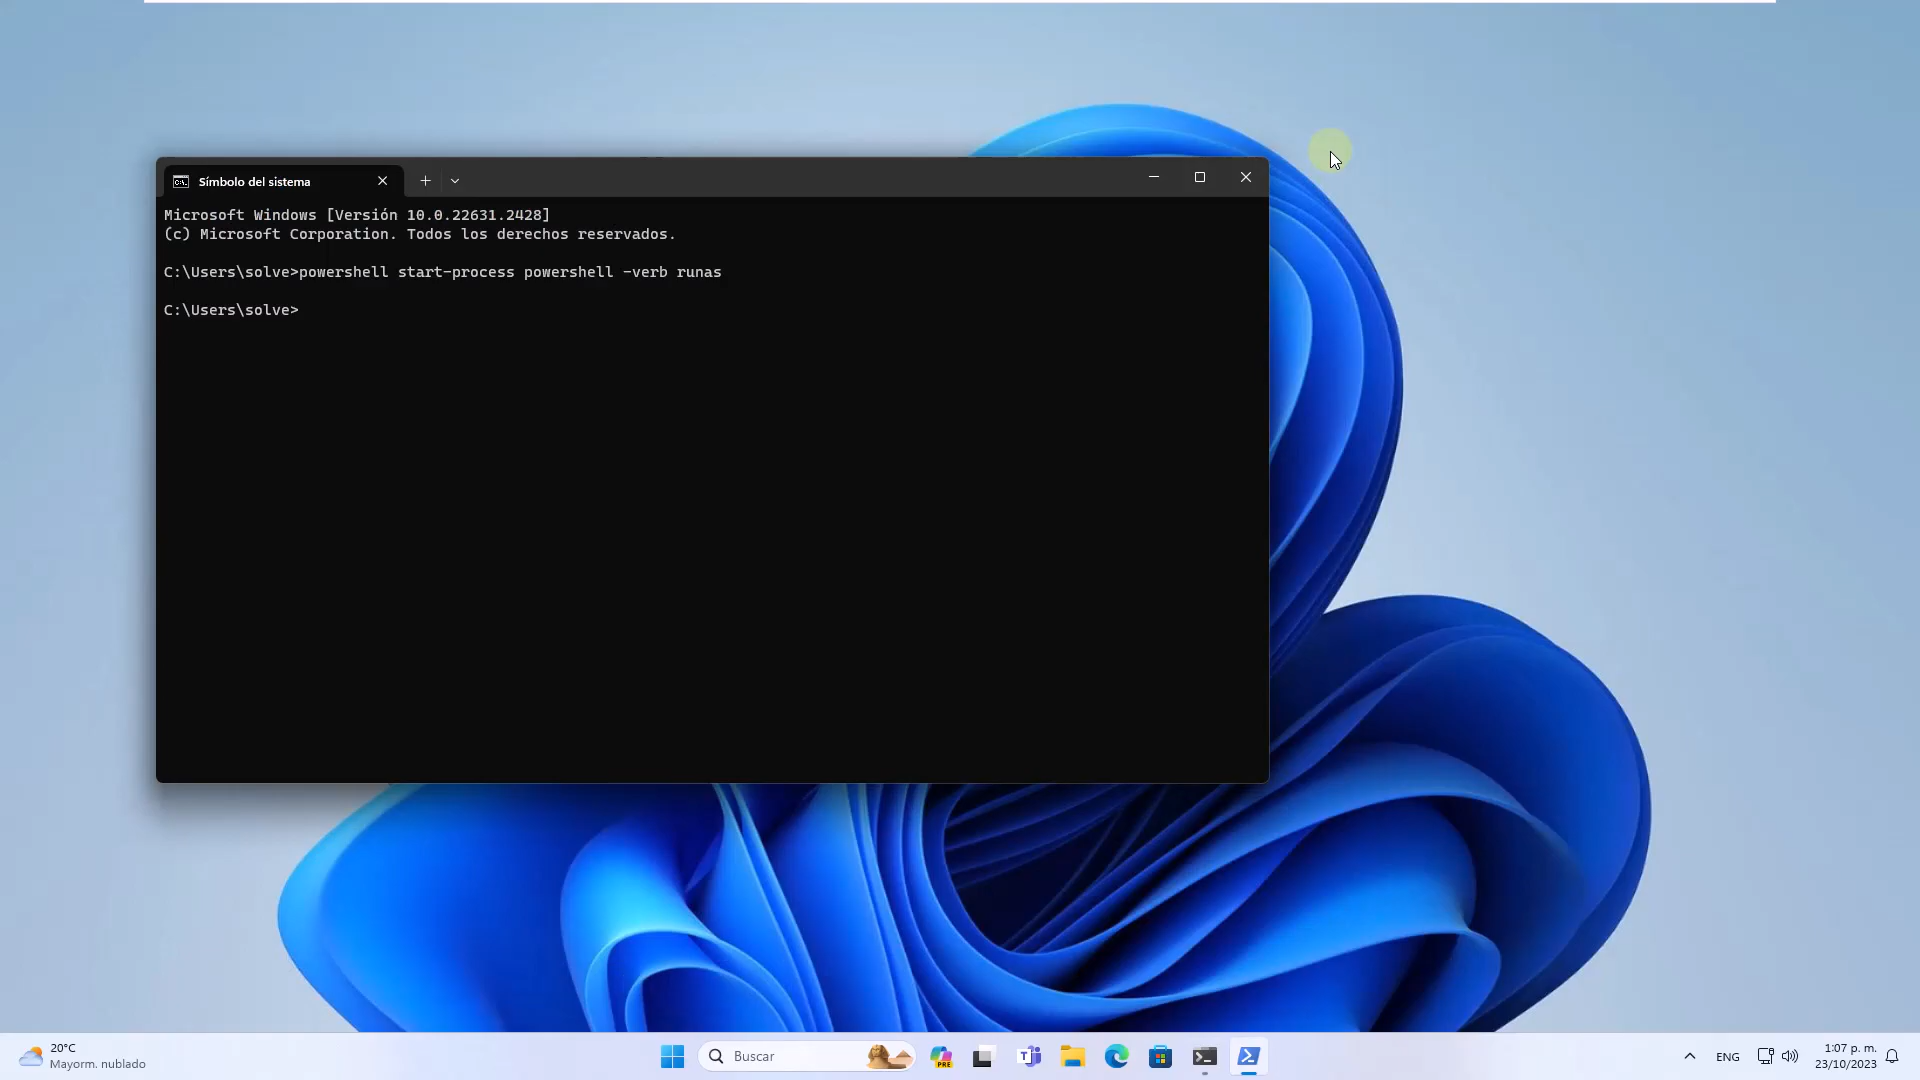 Símbolo del sistema
Microsoft Windows [Versión 10.0.22631.2428]
(c) Microsoft Corporation. Todos los derechos reservados.
C:\Users\solve>powershell start-process powershell -verb runas
C:\Users\solve>
20°C
Mayorm. nublado
Buscar
PRE
ENG
1:07 p. m.
23/10/2023